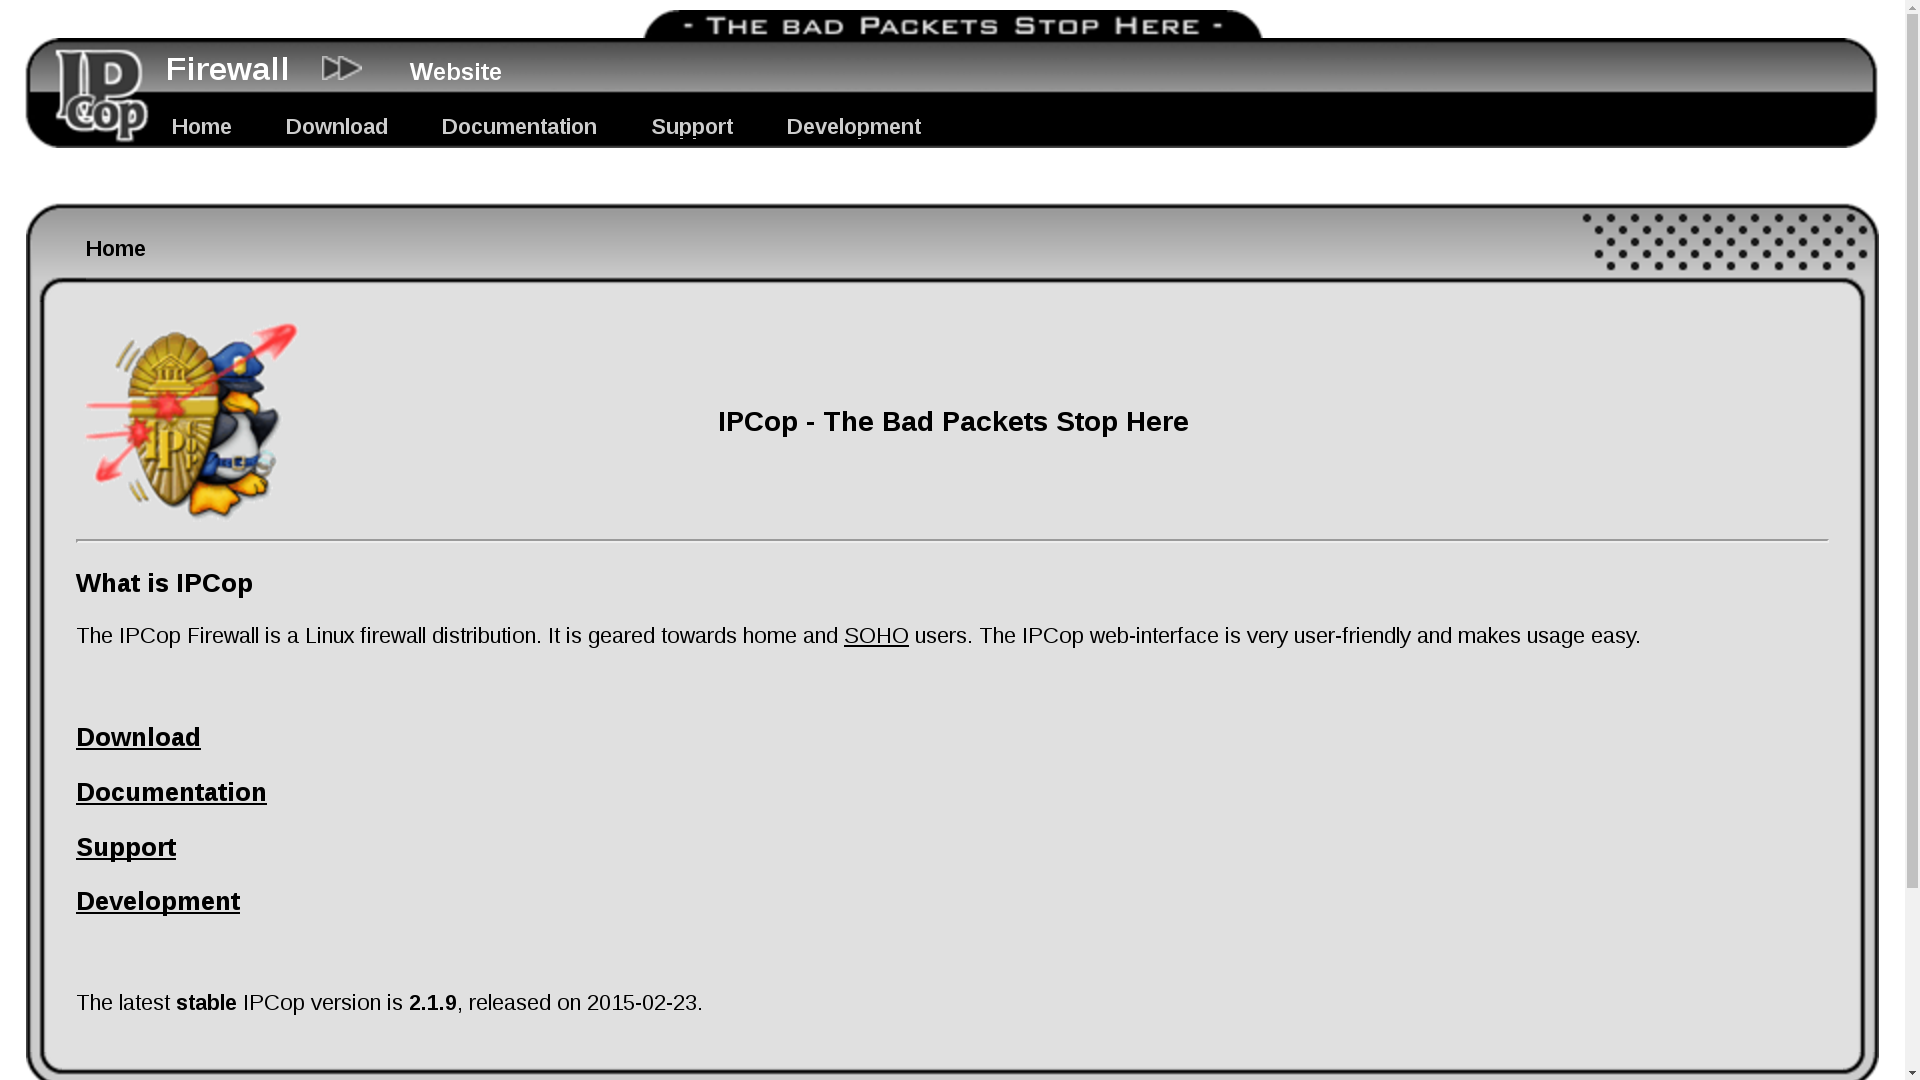 - The bad Packets Stop Here -
IP
Cop
Firewall Website
Home Download Documentation Support Development
Home
IP
COP
IPCop - The Bad Packets Stop Here
What is IPCop
The IPCop Firewall is a Linux firewall distribution. It is geared towards home and SOHO users. The IPCop web-interface is very user-friendly and makes usage easy.
Download
Documentation
Support
Development
The latest stable IPCop version is 2.1.9, released on 2015-02-23.